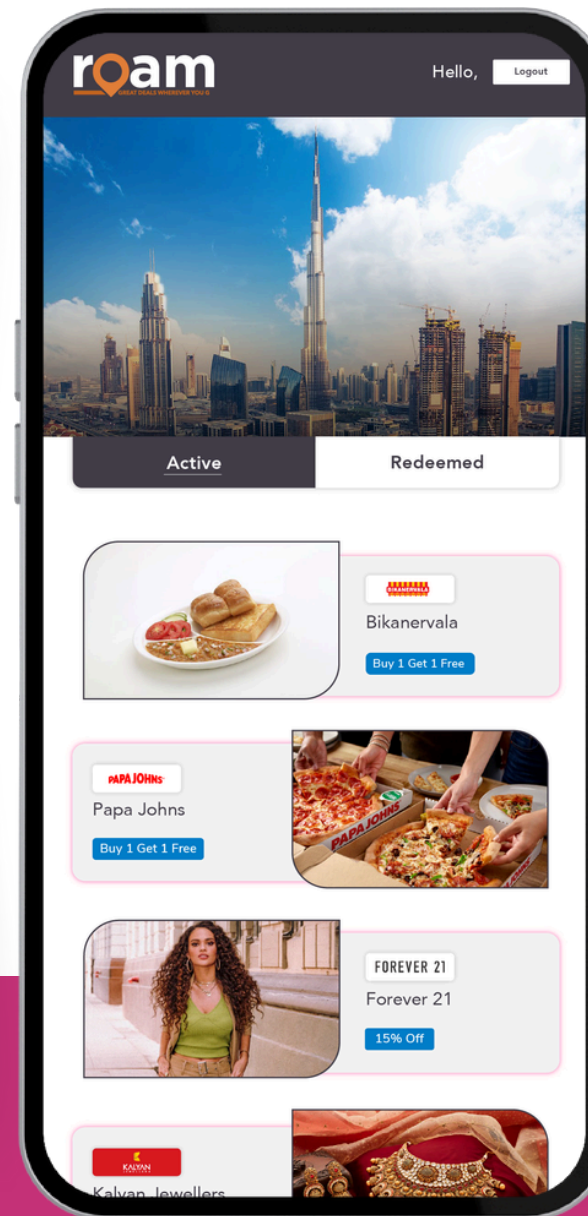 roam
GREAT DEALS WHEREVER YOU G
Hello,
Logout
Active
Redeemed
BIKANERVALA
Bikanervala
Buy 1 Get 1 Free
PAPA JOHNS
Papa Johns
Buy 1 Get 1 Free
PAPA JOHNS
FOREVER 21
Forever 21
15% Off
KALYAN
JEWELLERS
Kalyan Jewellers